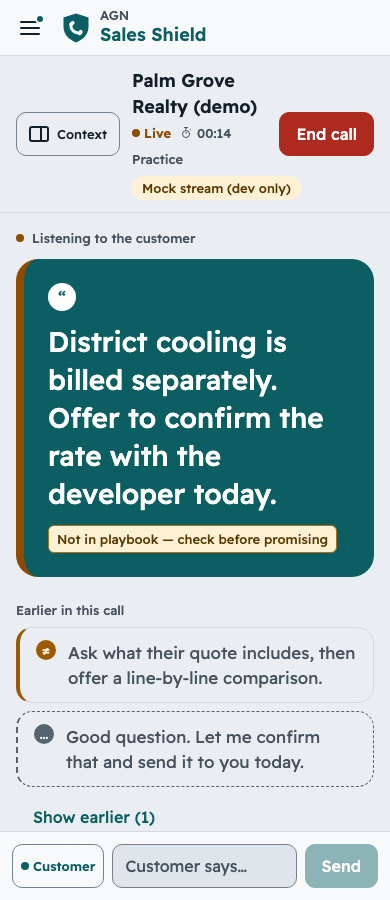 AGN
Sales Shield
Context
Palm Grove
Realty (demo)
Live 00:14
Practice
Mock stream (dev only)
End call
Listening to the customer
“
District cooling is
billed separately.
Offer to confirm the
rate with the
developer today.
Not in playbook — check before promising
Earlier in this call
≠
Ask what their quote includes, then
offer a line-by-line comparison.
…
Good question. Let me confirm
that and send it to you today.
Show earlier (1)
Customer
Customer says…
Send